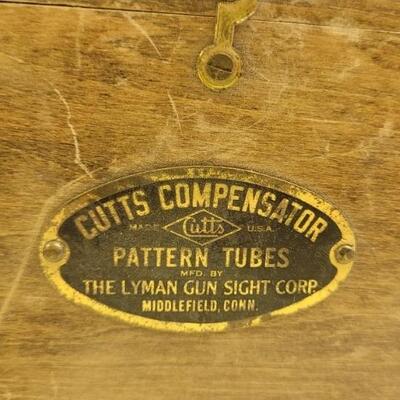 CUTTS COMPENSATOR
MADE Cutts U.S.A.
PATTERN TUBES
MFD. BY
THE LYMAN GUN SIGHT CORP.
MIDDLEFIELD, CONN.